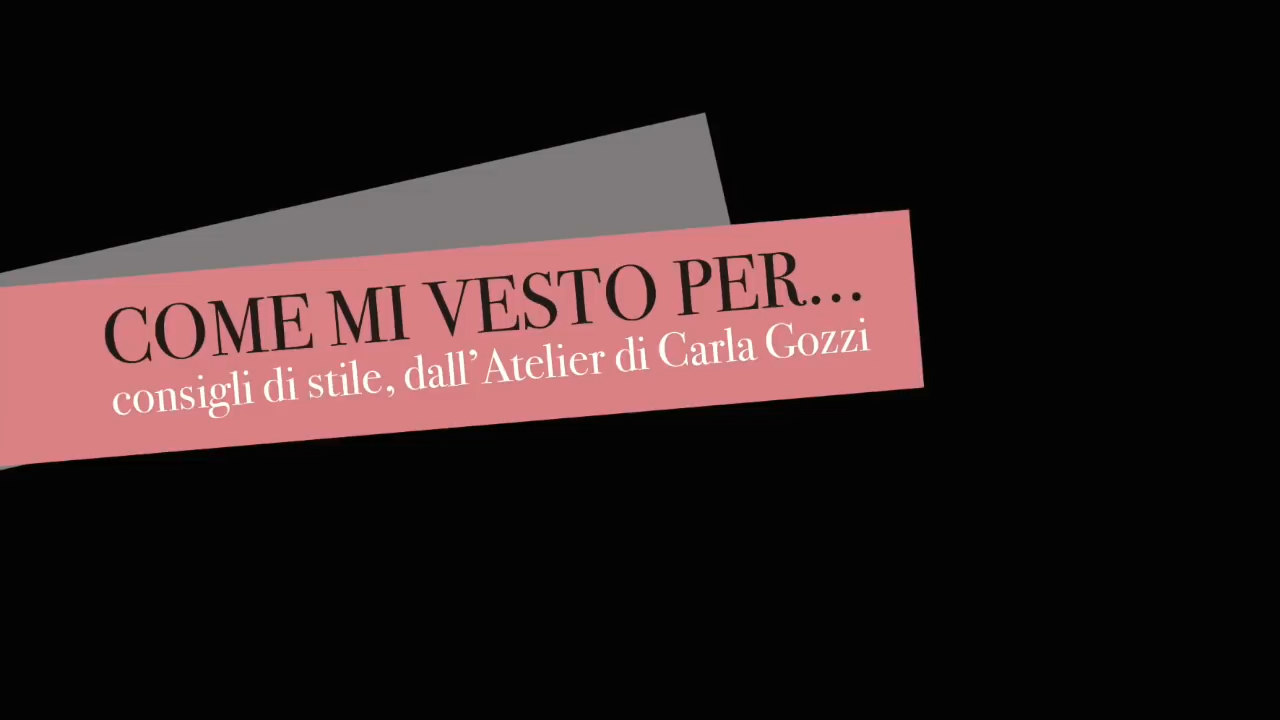 COME MI VESTO PER...
consigli di stile, dall'Atelier di Carla Gozzi